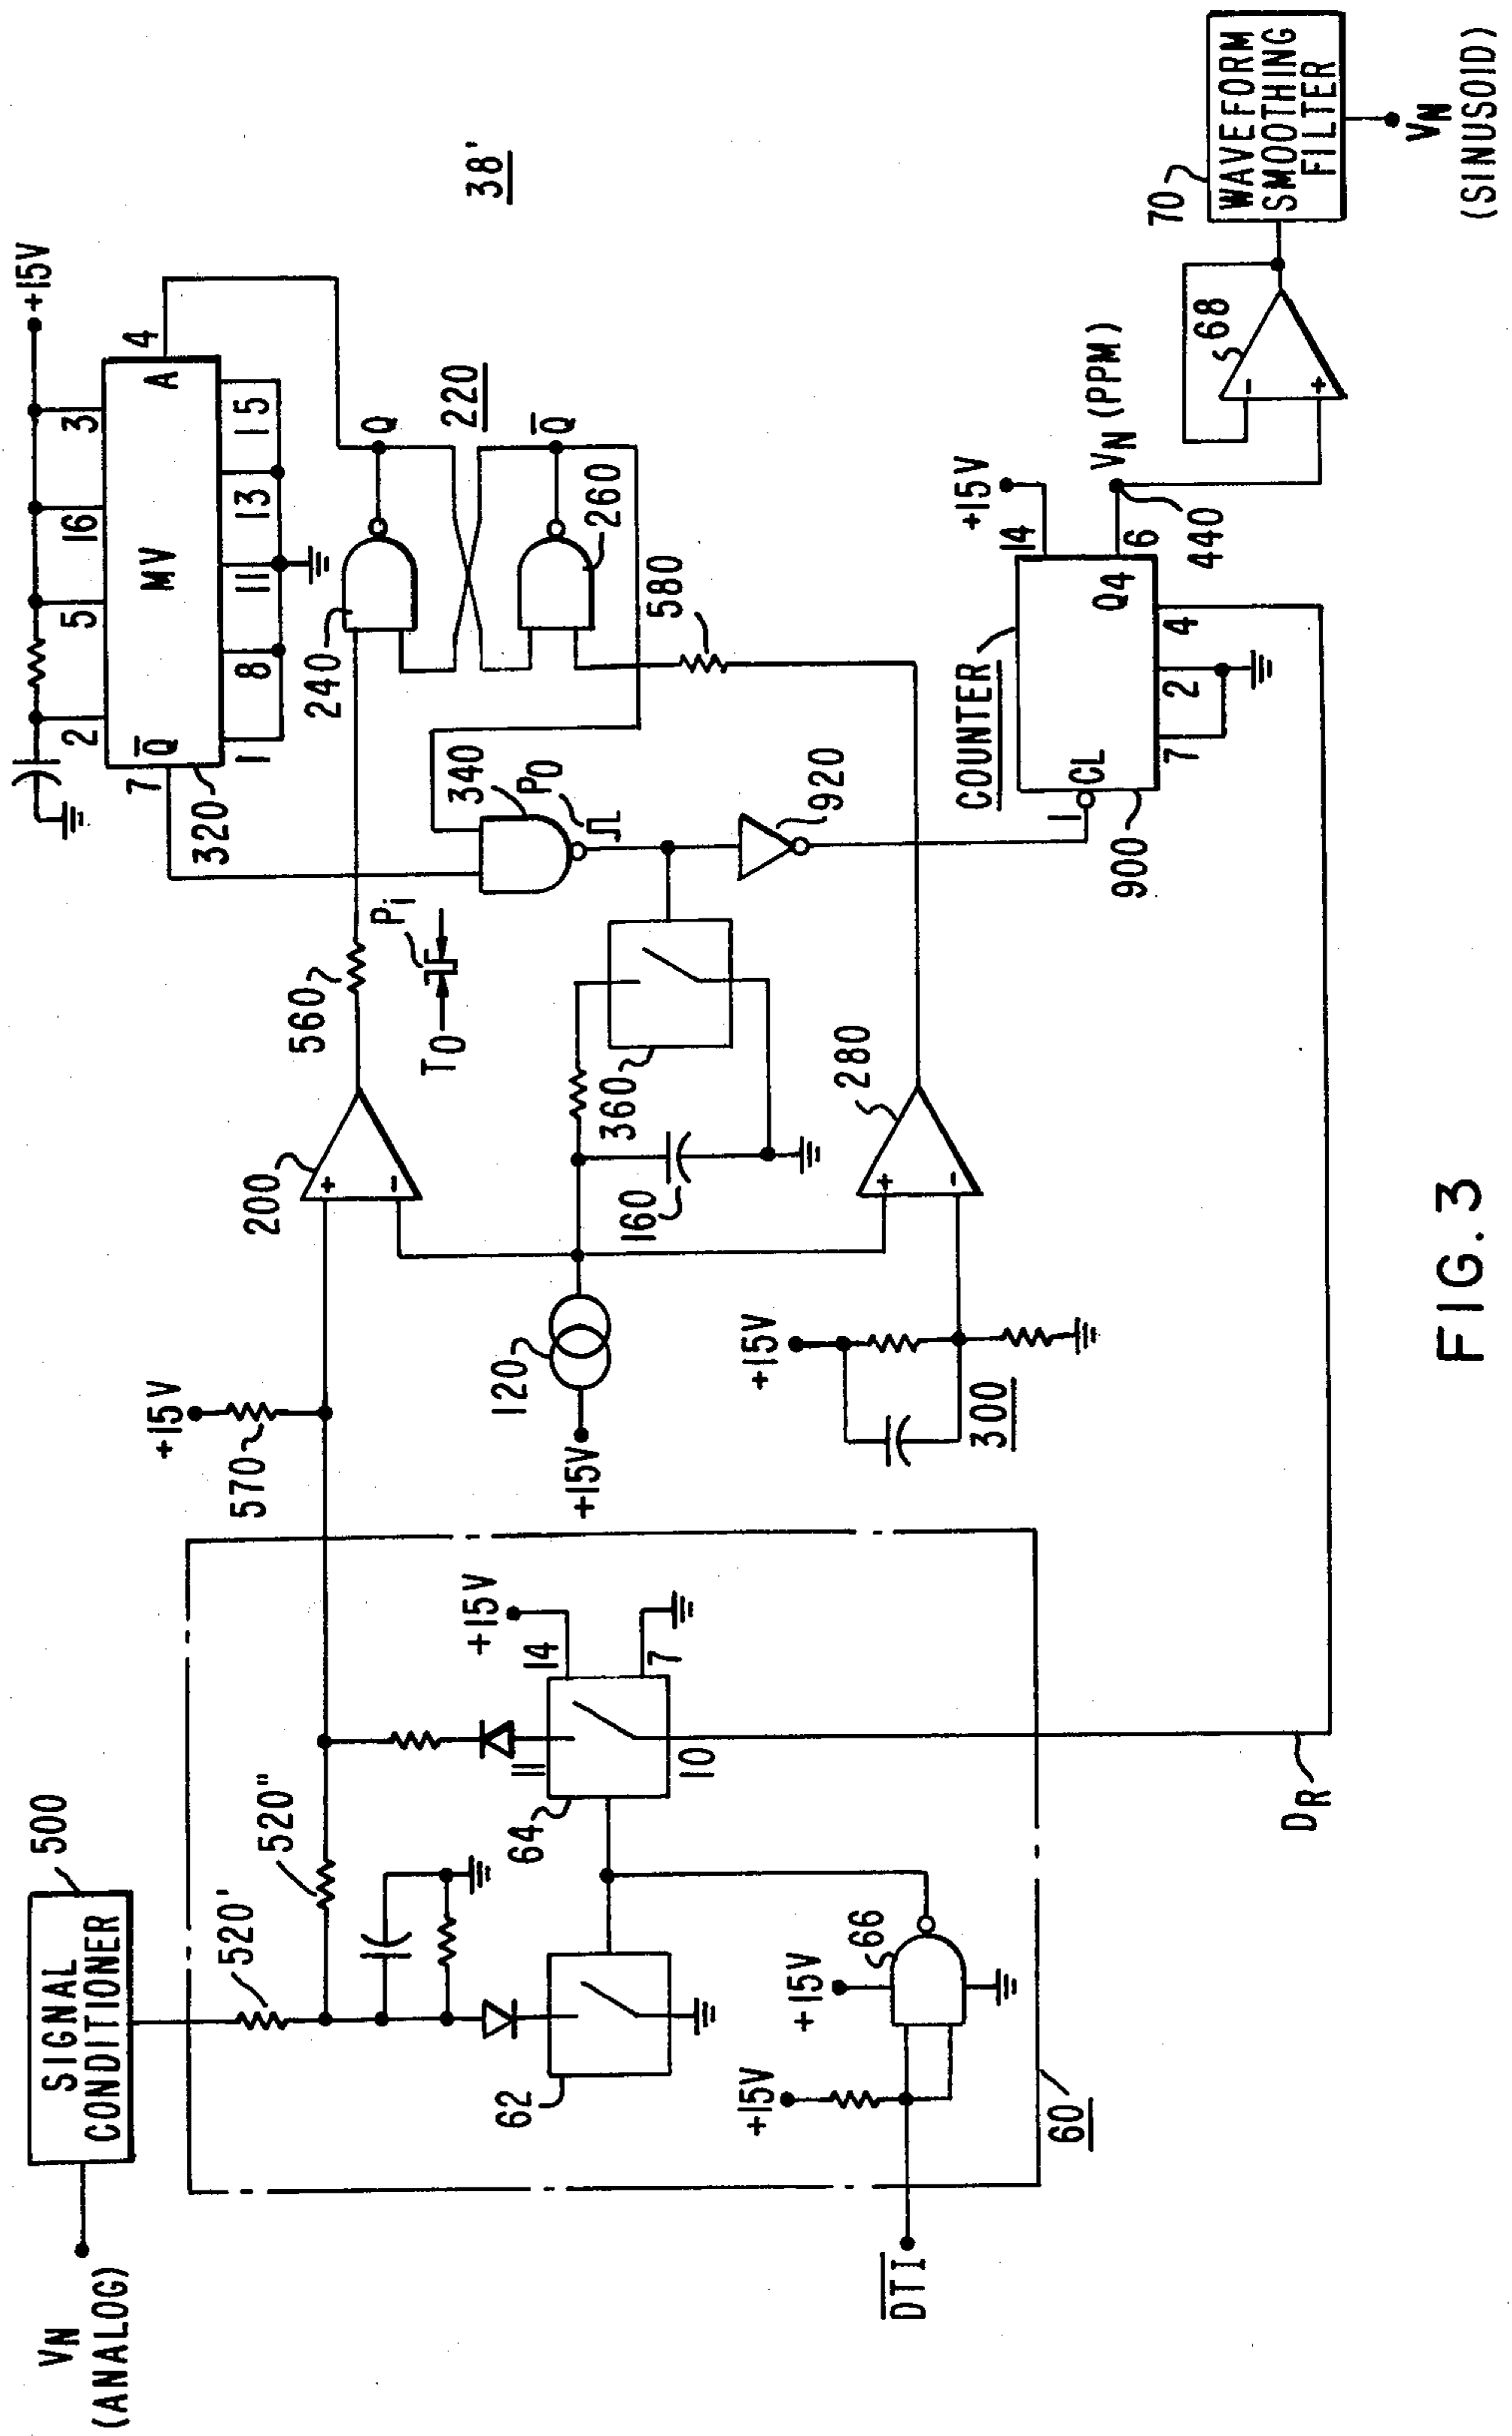 VN
(ANALOG)
SIGNAL
CONDITIONER
500
520'
520"
+15V
570
200
+
-
560
Pi
TO
240
Q
220
Q̅
260
580
+15V
2
5
16
3
Q̅
MV
A
7
4
1
8
11
13
15
320
38'
340
PO
360
160
120
+15V
920
280
+
-
+15V
300
62
64
11
10
14
7
+15V
66
+15V
+15V
D̅T̅I̅
60
DR
COUNTER
+15V
14
CL
Q4
1
6
7
2
4
900
440
VN (PPM)
68
-
+
70
WAVEFORM
SMOOTHING
FILTER
VN
(SINUSOID)
FIG. 3